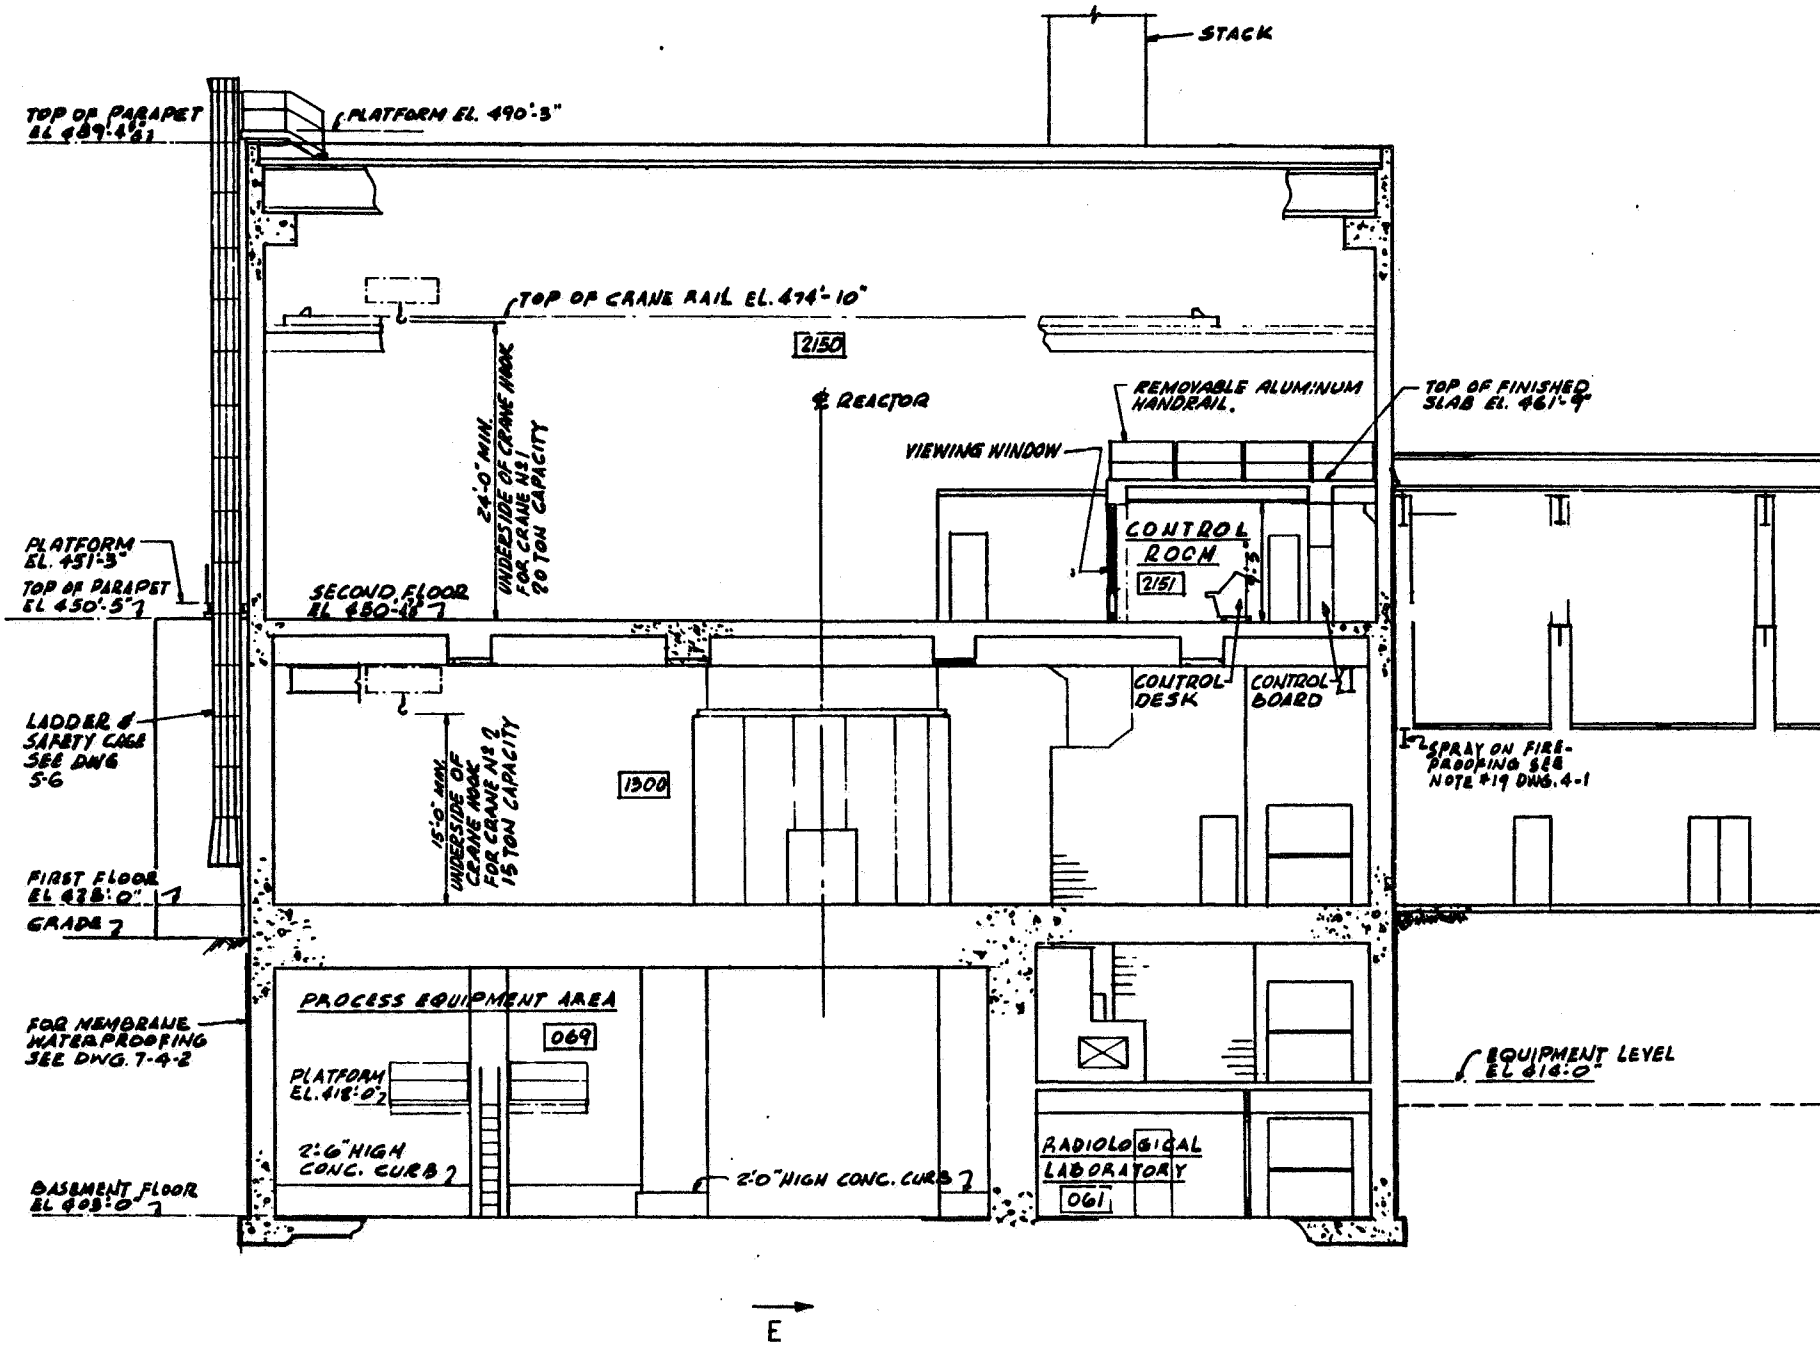 STACK
TOP OF PARAPET
PLATFORM EL. 490'-3"
TOP OF CRANE RAIL EL. 474'-10"
2150
24'-0" MIN.
UNDERSIDE OF CRANE HOOK
FOR CRANE Nº 1
20 TON CAPACITY
℄ REACTOR
REMOVABLE ALUMINUM
HANDRAIL.
TOP OF FINISHED
SLAB EL. 461'-9"
VIEWING WINDOW
CONTROL
ROOM
2151
9'-3"
PLATFORM
EL. 451'-3"
TOP OF PARAPET
EL 450'-5"
SECOND FLOOR
CONTROL
DESK
CONTROL
BOARD
LADDER &
SAFETY CAGE
SEE DWG
5-6
15'-0" MIN.
UNDERSIDE OF
CRANE HOOK
FOR CRANE Nº 2
15 TON CAPACITY
1300
SPRAY ON FIRE-
PROOFING SEE
NOTE #19 DWG. 4-1
FIRST FLOOR
EL 428'-0"
GRADE
PROCESS EQUIPMENT AREA
069
FOR MEMBRANE
WATERPROOFING
SEE DWG. 7-4-2
PLATFORM
EL. 418'-0"
EQUIPMENT LEVEL
EL 414'-0"
2'-6" HIGH
CONC. CURB
2'-0" HIGH CONC. CURB
RADIOLOGICAL
LABORATORY
061
BASEMENT FLOOR
EL 403'-0"
E